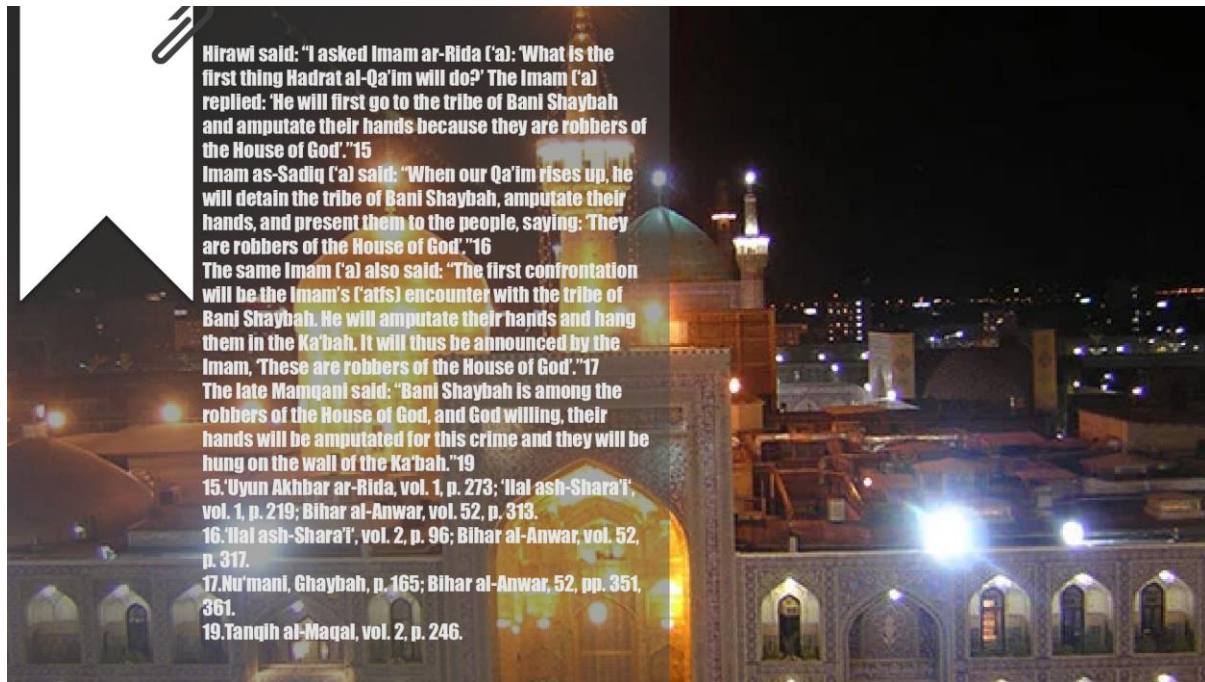 Hirawi said: “I asked Imam ar-Rida (‘a): ‘What is the
first thing Hadrat al-Qa’im will do?’ The Imam (‘a)
replied: ‘He will first go to the tribe of Bani Shaybah
and amputate their hands because they are robbers of
the House of God’.”15
Imam as-Sadiq (‘a) said: “When our Qa’im rises up, he
will detain the tribe of Bani Shaybah, amputate their
hands, and present them to the people, saying: ‘They
are robbers of the House of God’.”16
The same Imam (‘a) also said: “The first confrontation
will be the Imam’s (‘atfs) encounter with the tribe of
Bani Shaybah. He will amputate their hands and hang
them in the Ka‘bah. It will thus be announced by the
Imam, ‘These are robbers of the House of God’.”17
The late Mamqani said: “Bani Shaybah is among the
robbers of the House of God, and God willing, their
hands will be amputated for this crime and they will be
hung on the wall of the Ka‘bah.”19
15.‘Uyun Akhbar ar-Rida, vol. 1, p. 273; ‘Ilal ash-Shara’i‘,
vol. 1, p. 219; Bihar al-Anwar, vol. 52, p. 313.
16.‘Ilal ash-Shara’i‘, vol. 2, p. 96; Bihar al-Anwar, vol. 52,
p. 317.
17.Nu‘mani, Ghaybah, p. 165; Bihar al-Anwar, 52, pp. 351,
361.
19.Tanqih al-Maqal, vol. 2, p. 246.